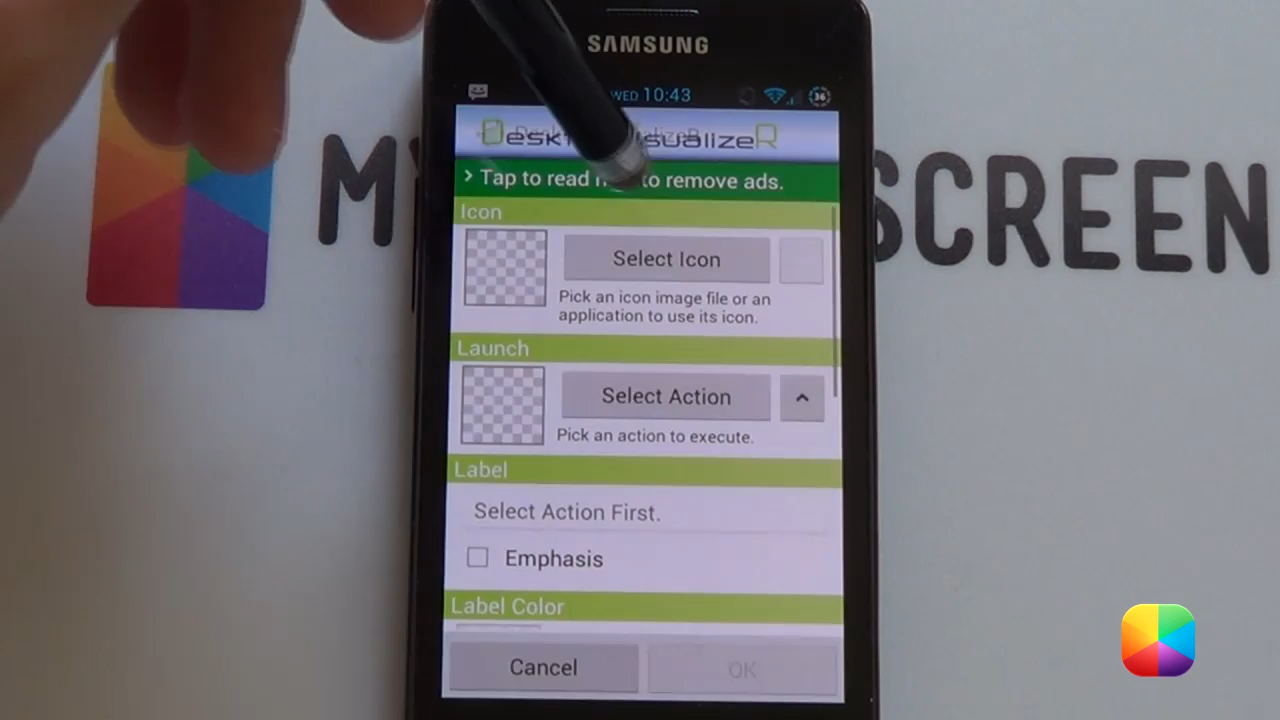 SAMSUNG
WED 10:43
36
DesktopVisualizeR
> Tap to read to remove ads.
Icon
Select Icon
Pick an icon image file or an
application to use its icon.
Launch
Select Action
Pick an action to execute.
Label
Select Action First.
Emphasis
Label Color
Cancel
OK
M SCREEN